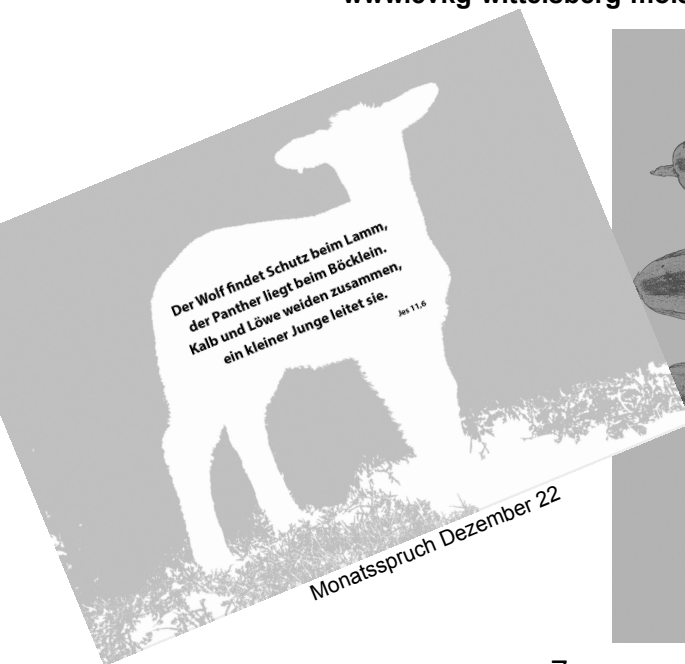 Der Wolf findet Schutz beim Lamm,
der Panther liegt beim Böcklein.
Kalb und Löwe weiden zusammen,
ein kleiner Junge leitet sie.
Jes 11,6
Monatsspruch Dezember 22